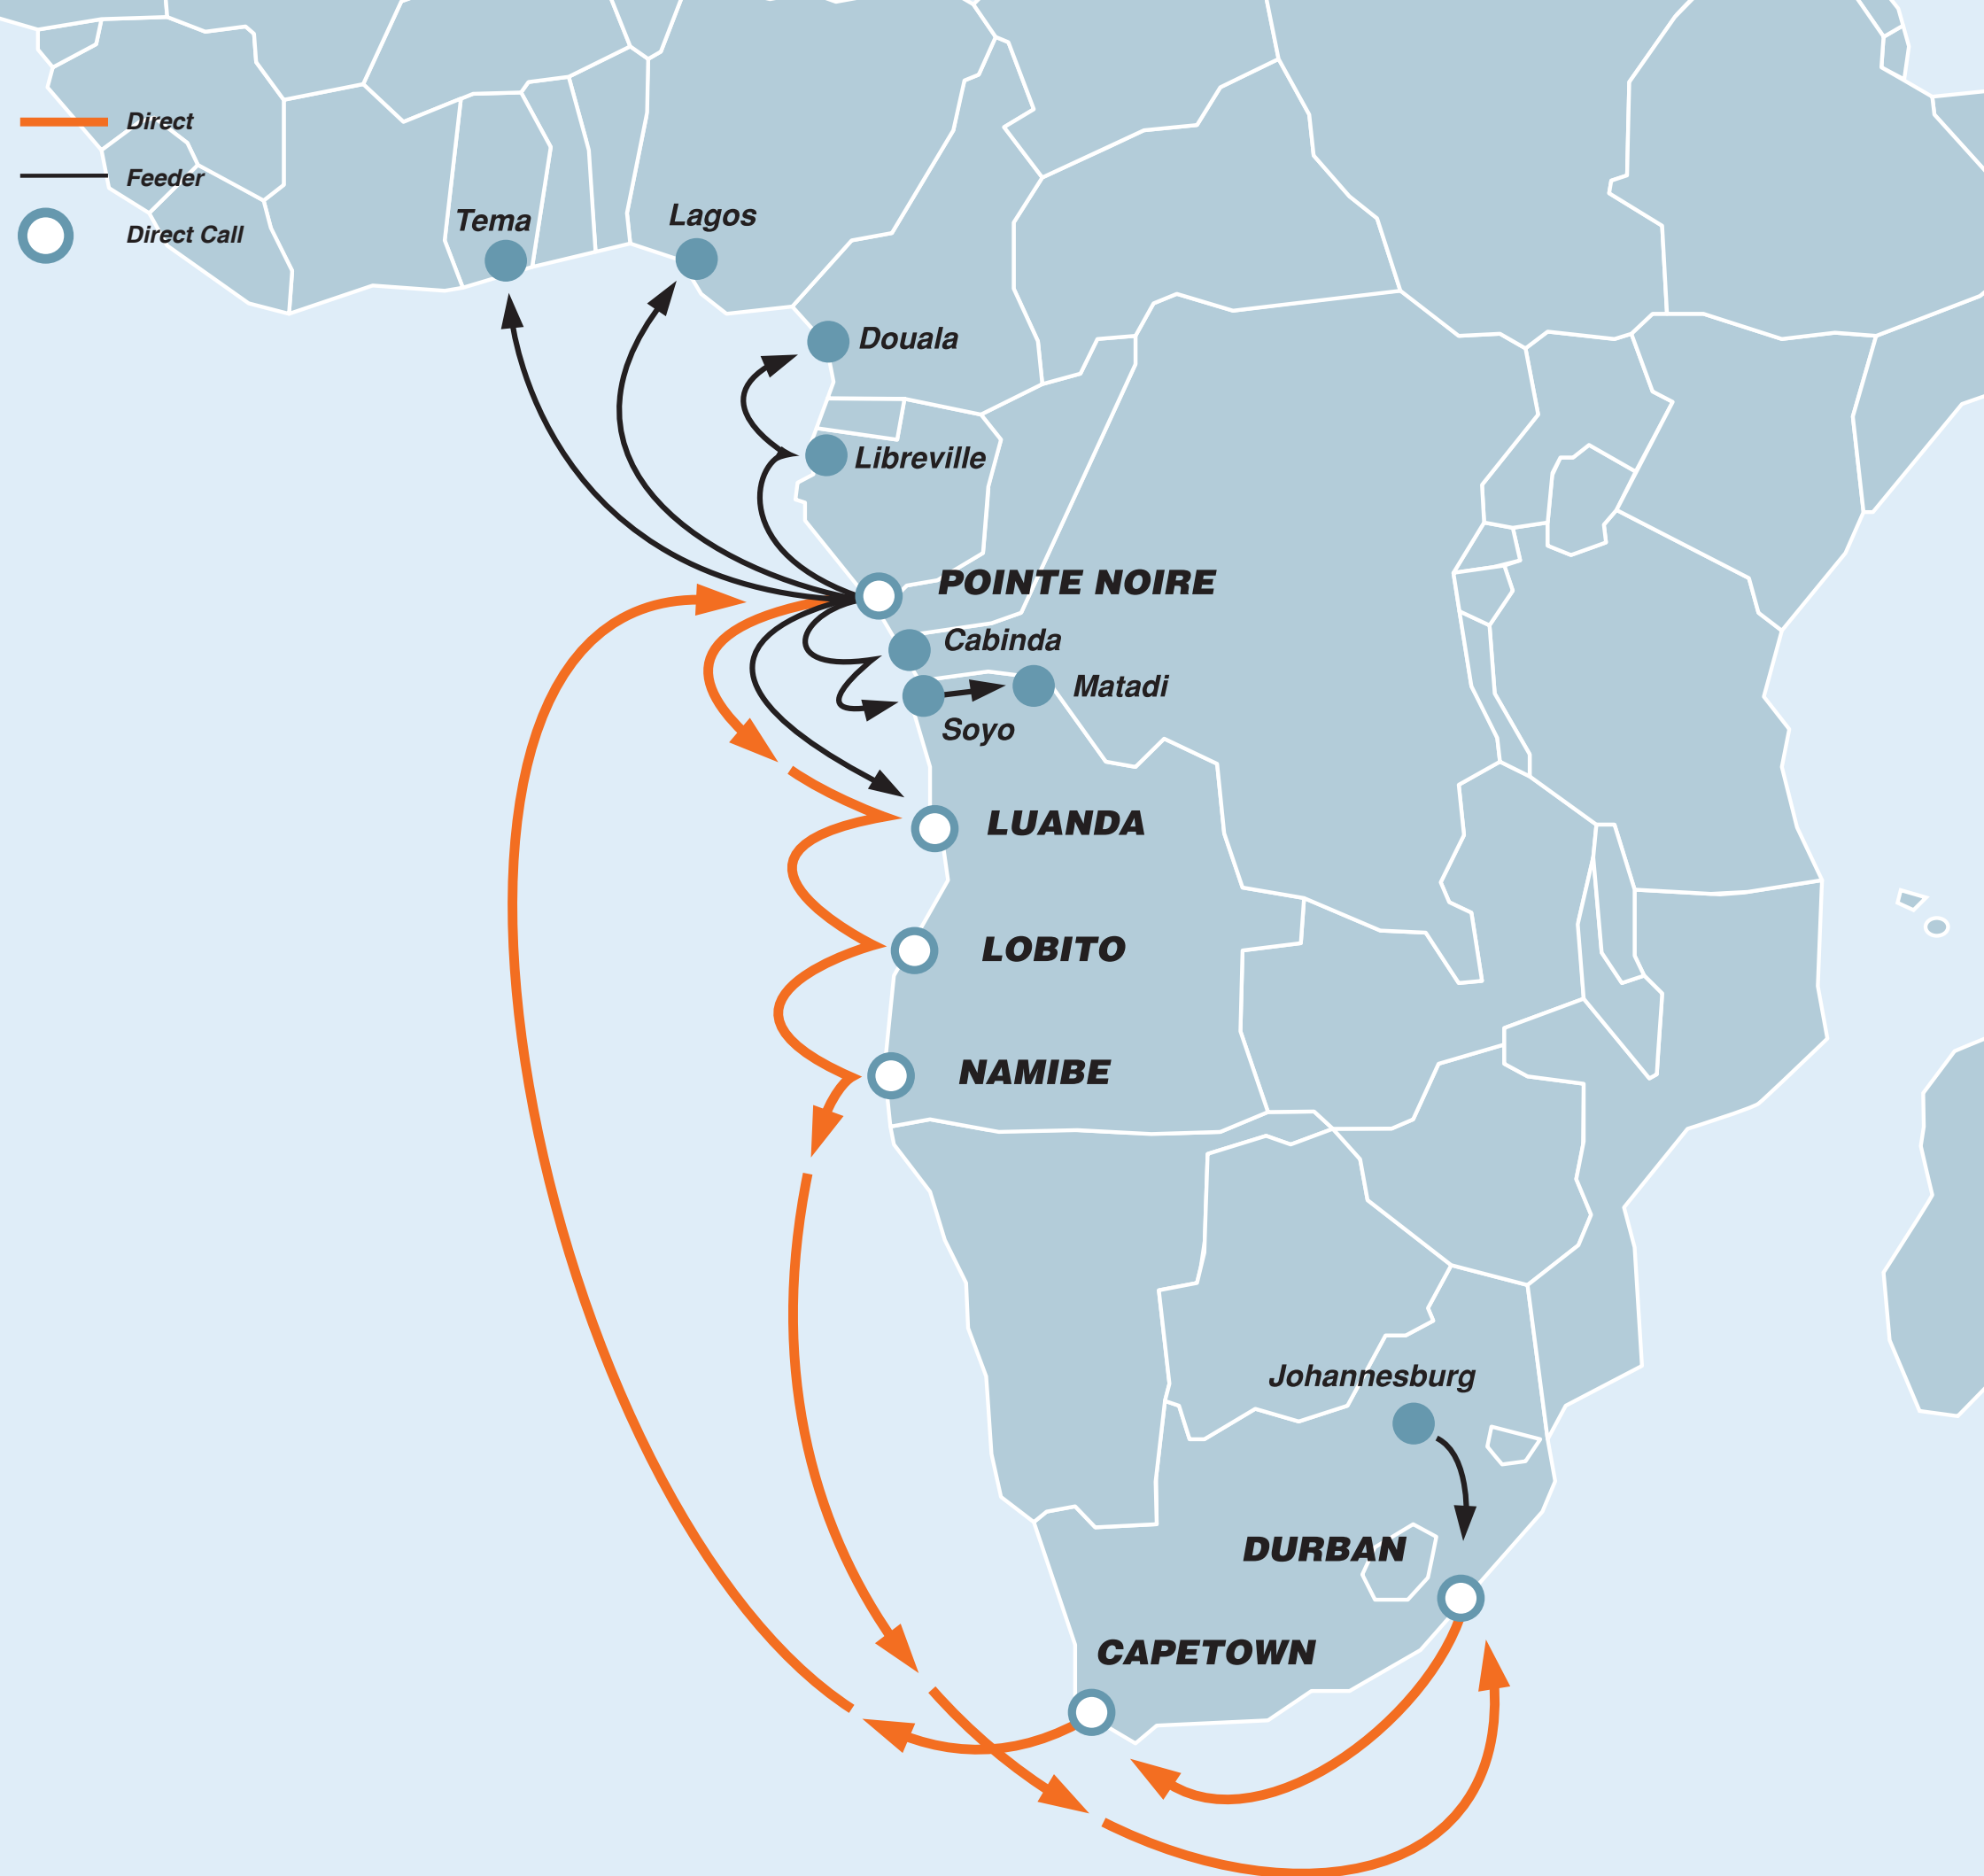 Direct
Feeder
Direct Call
Tema
Lagos
Douala
Libreville
POINTE NOIRE
Cabinda
Matadi
Soyo
LUANDA
LOBITO
NAMIBE
Johannesburg
DURBAN
CAPETOWN